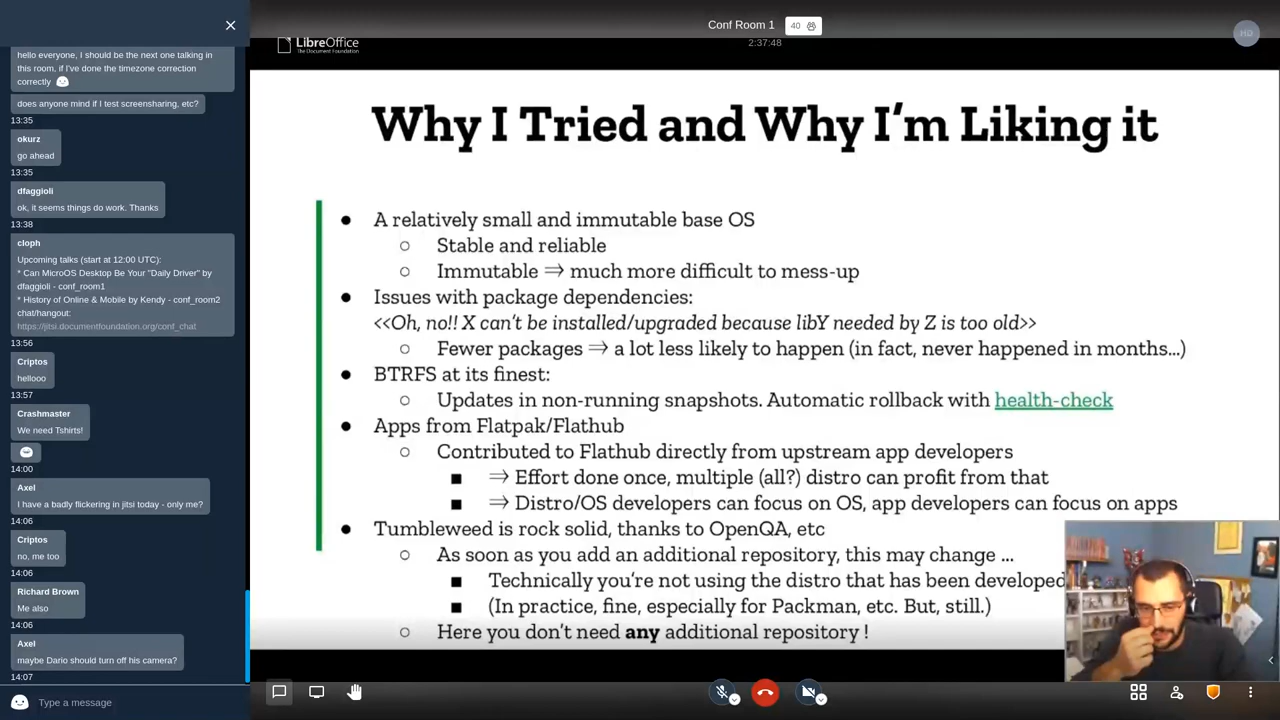 hello everyone, I should be the next one talking in
this room, if I've done the timezone correction
correctly
does anyone mind if I test screensharing, etc?
13:35
okurz
go ahead
13:35
dfaggioli
ok, it seems things do work. Thanks
13:38
cloph
Upcoming talks (start at 12:00 UTC):
* Can MicroOS Desktop Be Your "Daily Driver" by
dfaggioli - conf_room1
* History of Online & Mobile by Kendy - conf_room2
chat/hangout:
https://jitsi.documentfoundation.org/conf_chat
13:56
Criptos
hellooo
13:57
Crashmaster
We need Tshirts!
14:00
Axel
I have a badly flickering in jitsi today - only me?
14:06
Criptos
no, me too
14:06
Richard Brown
Me also
14:06
Axel
maybe Dario should turn off his camera?
14:07
Type a message
Conf Room 1
40
2:37:48
HD
LibreOffice
The Document Foundation
Why I Tried and Why I'm Liking it
● A relatively small and immutable base OS
○ Stable and reliable
○ Immutable ⇒ much more difficult to mess-up
● Issues with package dependencies:
<<Oh, no!! X can't be installed/upgraded because libY needed by Z is too old>>
○ Fewer packages ⇒ a lot less likely to happen (in fact, never happened in months...)
● BTRFS at its finest:
○ Updates in non-running snapshots. Automatic rollback with health-check
● Apps from Flatpak/Flathub
○ Contributed to Flathub directly from upstream app developers
■ ⇒ Effort done once, multiple (all?) distro can profit from that
■ ⇒ Distro/OS developers can focus on OS, app developers can focus on apps
● Tumbleweed is rock solid, thanks to OpenQA, etc
○ As soon as you add an additional repository, this may change ...
■ Technically you're not using the distro that has been developed
■ (In practice, fine, especially for Packman, etc. But, still.)
○ Here you don't need any additional repository !